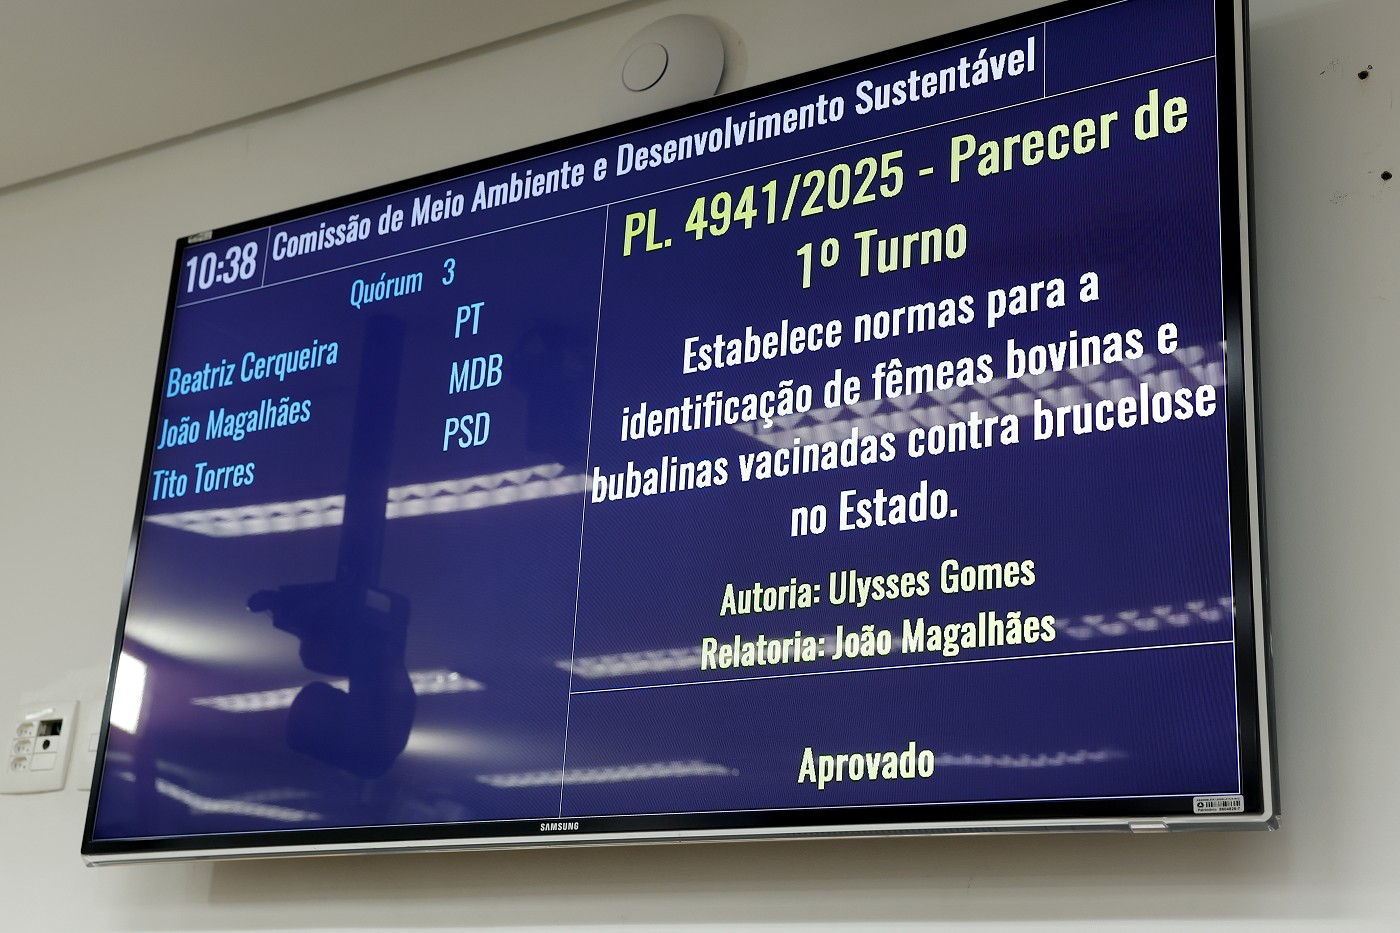 10:38 Comissão de Meio Ambiente e Desenvolvimento Sustentável
Quórum 3
Beatriz Cerqueira PT
João Magalhães MDB
Tito Torres PSD
PL. 4941/2025 - Parecer de
1º Turno
Estabelece normas para a
identificação de fêmeas bovinas e
bubalinas vacinadas contra brucelose
no Estado.
Autoria: Ulysses Gomes
Relatoria: João Magalhães
Aprovado
SAMSUNG